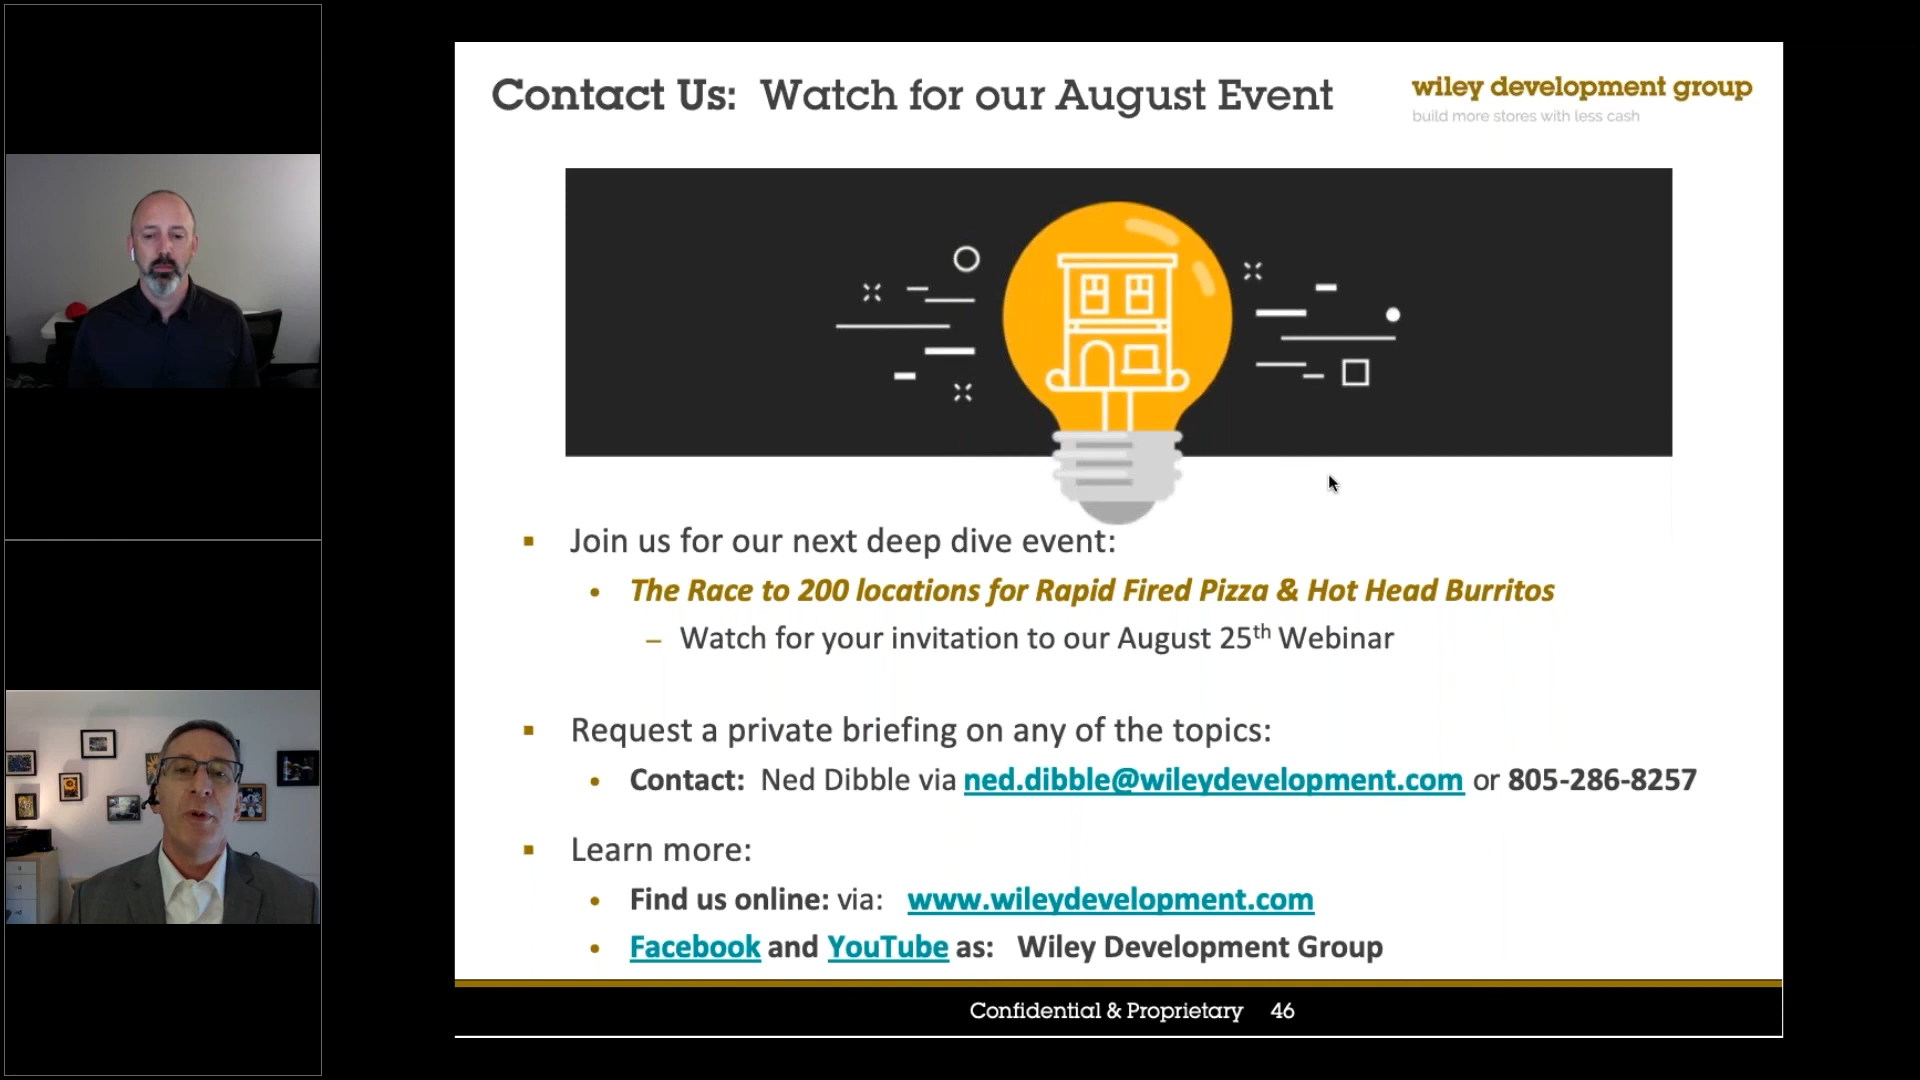 Contact Us: Watch for our August Event
wiley development group
build more stores with less cash
▪ Join us for our next deep dive event:
• The Race to 200 locations for Rapid Fired Pizza & Hot Head Burritos
– Watch for your invitation to our August 25th Webinar
▪ Request a private briefing on any of the topics:
• Contact: Ned Dibble via ned.dibble@wileydevelopment.com or 805-286-8257
▪ Learn more:
• Find us online: via: www.wileydevelopment.com
• Facebook and YouTube as: Wiley Development Group
Confidential & Proprietary 46